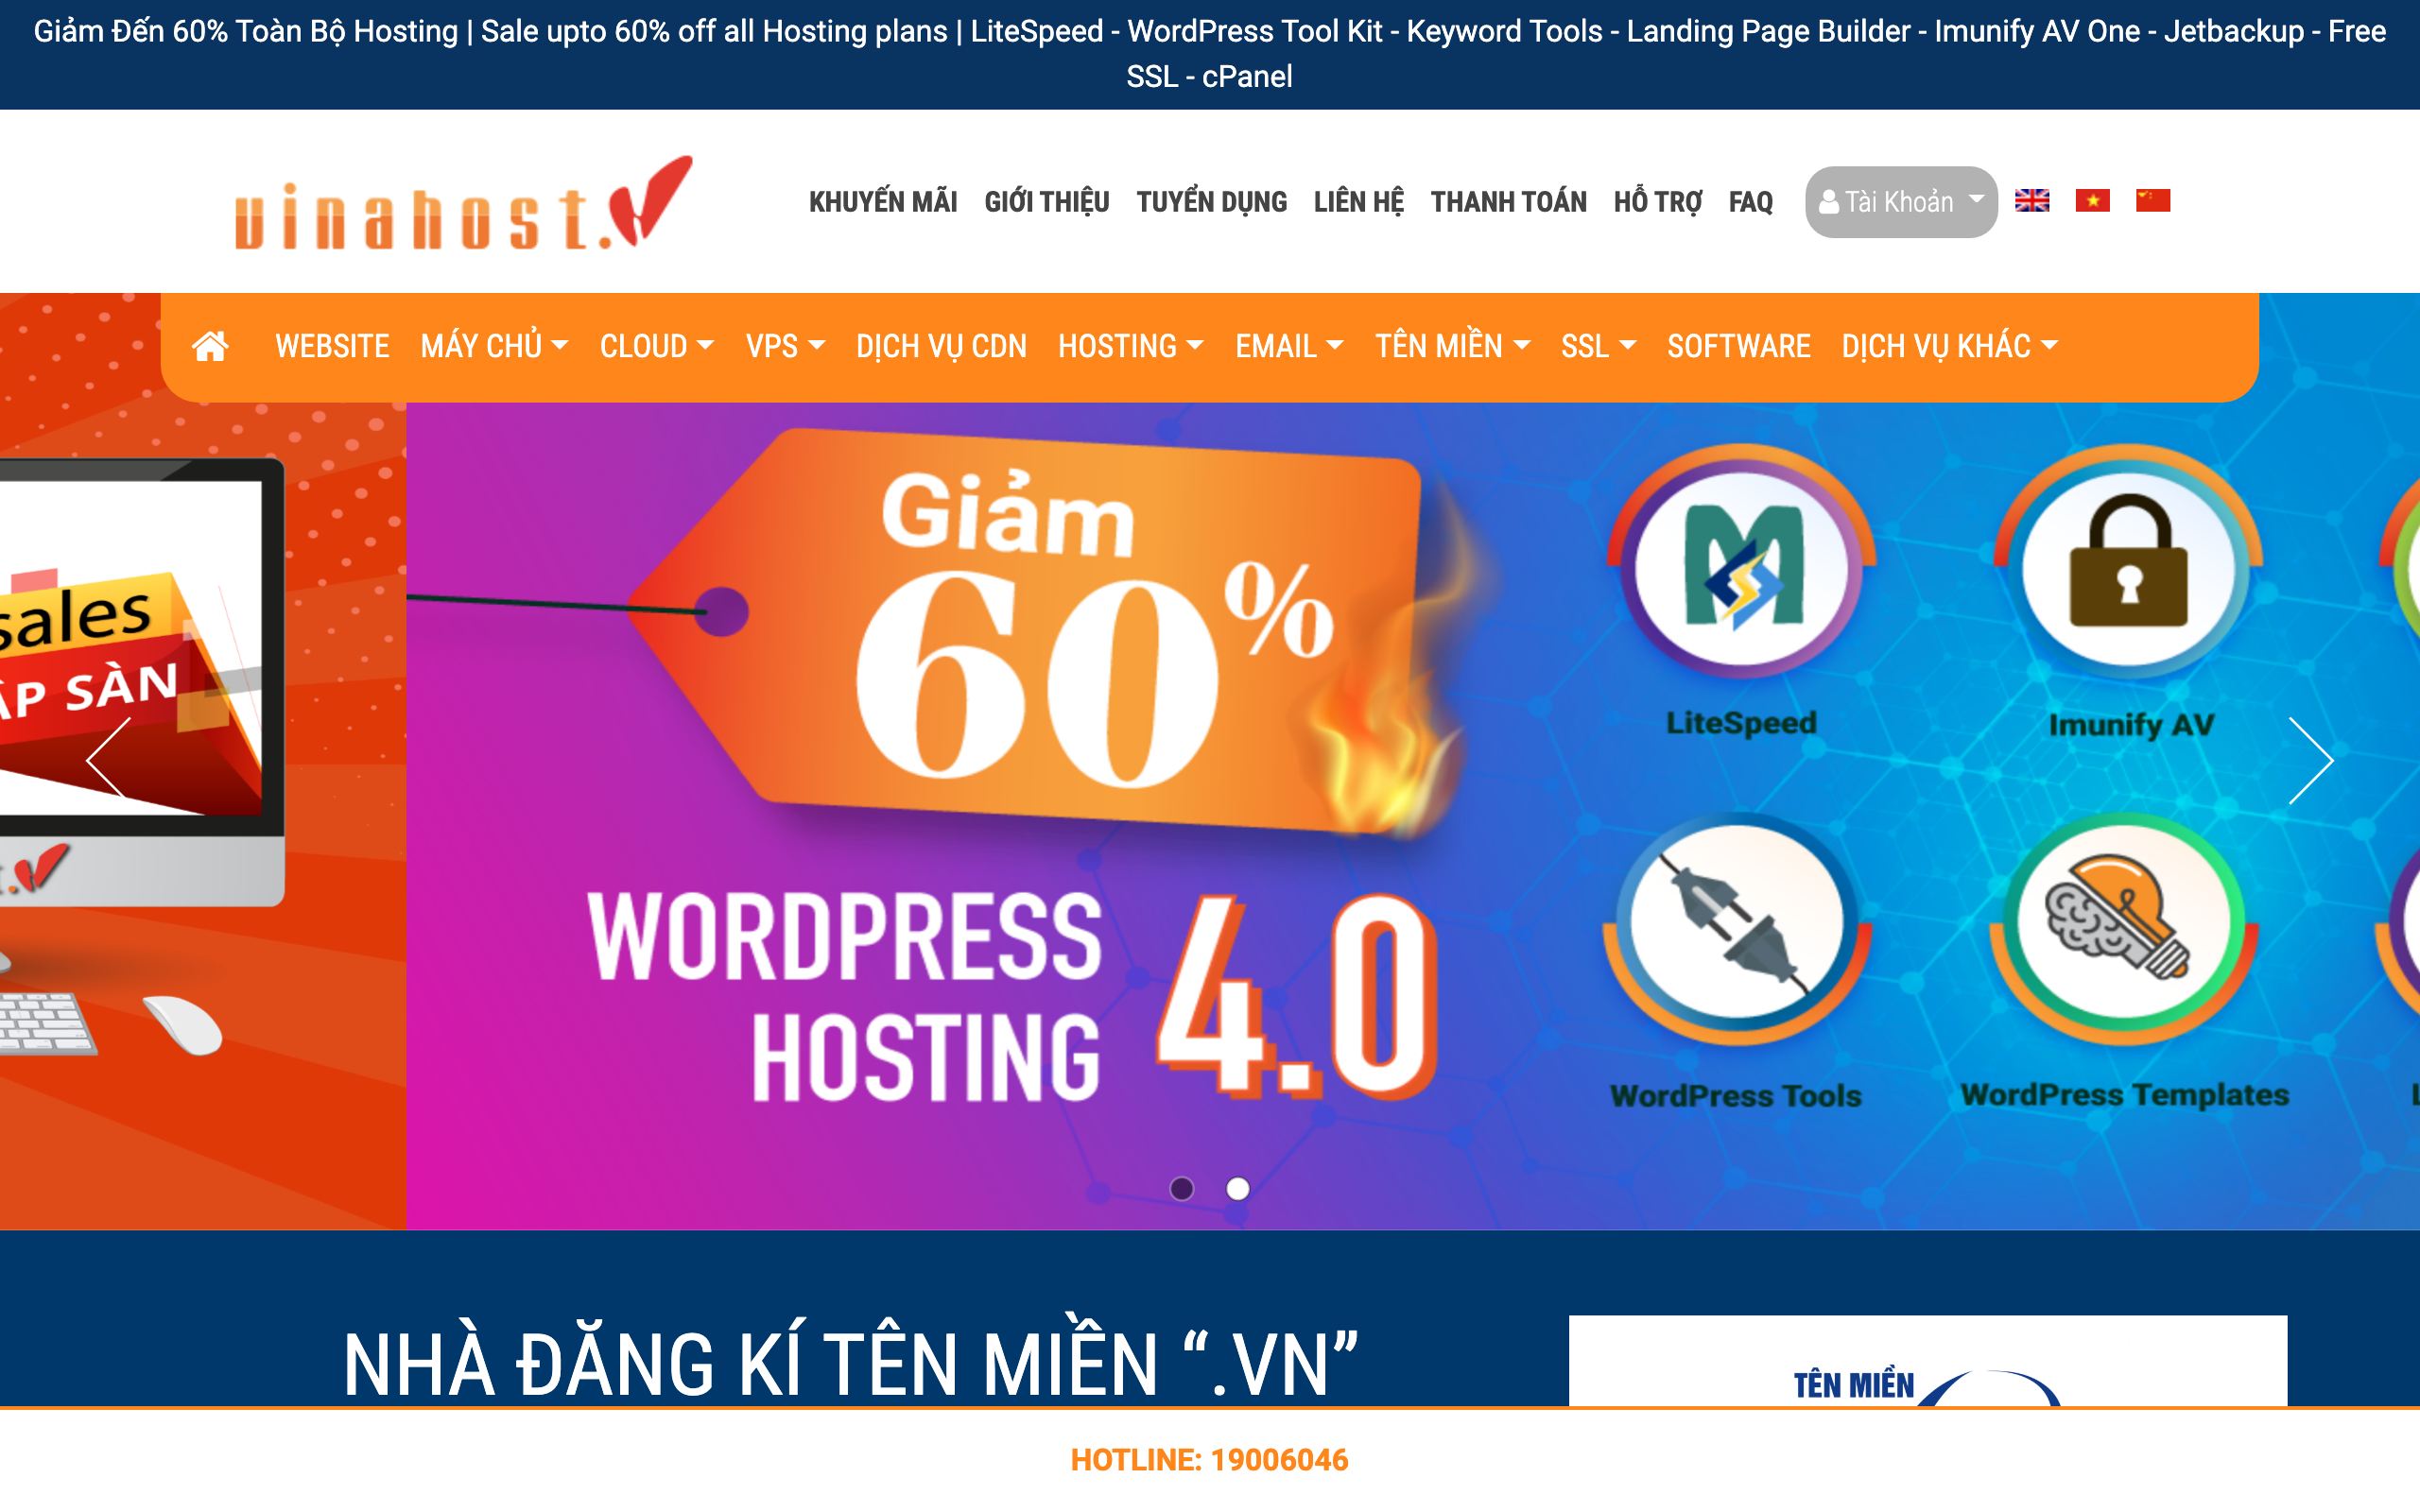 Giảm Đến 60% Toàn Bộ Hosting | Sale upto 60% off all Hosting plans | LiteSpeed - WordPress Tool Kit - Keyword Tools - Landing Page Builder - Imunify AV One - Jetbackup - Free
SSL - cPanel
vinahost.
KHUYẾN MÃI GIỚI THIỆU TUYỂN DỤNG LIÊN HỆ THANH TOÁN HỖ TRỢ FAQ Tài Khoản
WEBSITE MÁY CHỦ CLOUD VPS DỊCH VỤ CDN HOSTING EMAIL TÊN MIỀN SSL SOFTWARE DỊCH VỤ KHÁC
sales
SÀN
Giảm
60%
WORDPRESS
HOSTING
4.0
LiteSpeed
Imunify AV
WordPress Tools
WordPress Templates
NHÀ ĐĂNG KÍ TÊN MIỀN “.VN”
TÊN MIỀN
HOTLINE: 19006046